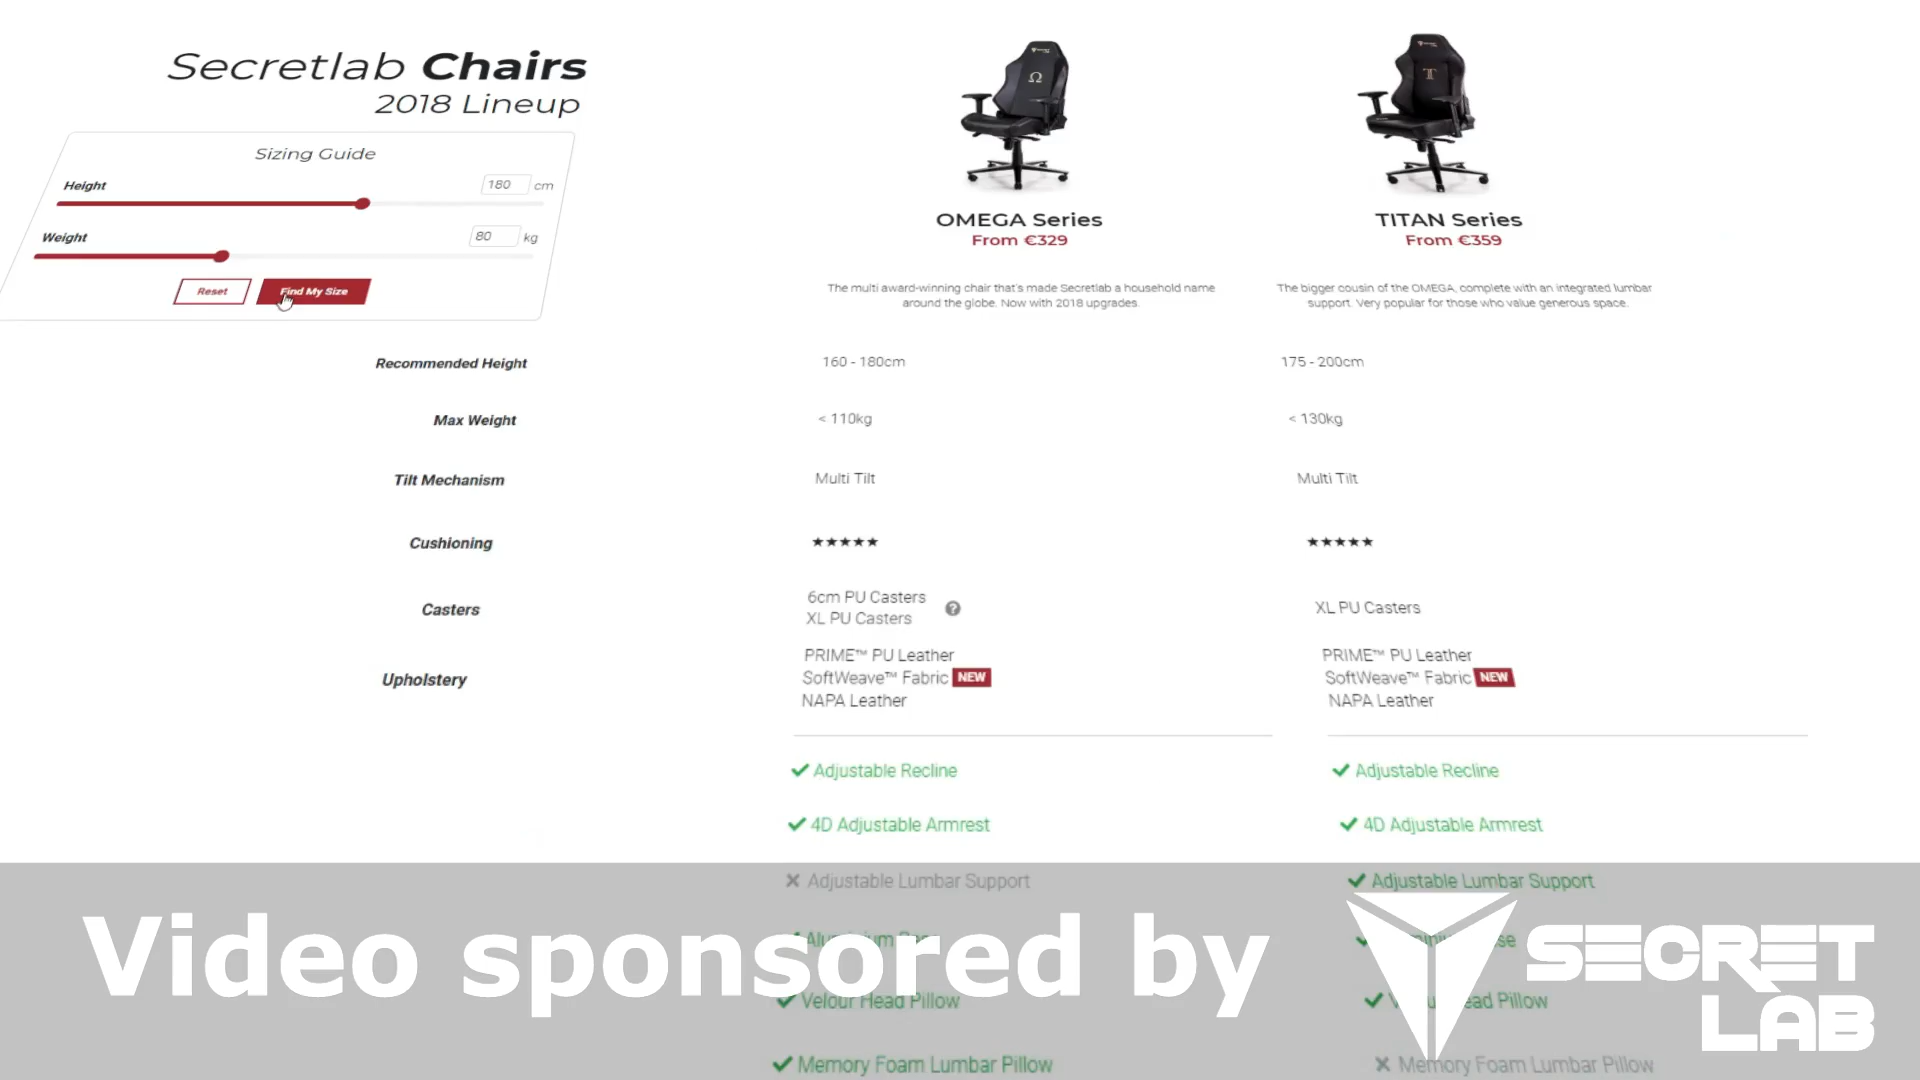 Secretlab Chairs
2018 Lineup
Sizing Guide
Height
180 cm
Weight
80 kg
Reset
Find My Size
Ω
T
OMEGA Series
From €329
TITAN Series
From €359
The multi award-winning chair that's made Secretlab a household name
around the globe. Now with 2018 upgrades.
The bigger cousin of the OMEGA, complete with an integrated lumbar
support. Very popular for those who value generous space.
Recommended Height
160 - 180cm
175 - 200cm
Max Weight
< 110kg
< 130kg
Tilt Mechanism
Multi Tilt
Multi Tilt
Cushioning
★★★★★
★★★★★
Casters
6cm PU Casters
XL PU Casters
?
XL PU Casters
Upholstery
PRIME™ PU Leather
SoftWeave™ Fabric NEW
NAPA Leather
PRIME™ PU Leather
SoftWeave™ Fabric NEW
NAPA Leather
✓ Adjustable Recline
✓ Adjustable Recline
✓ 4D Adjustable Armrest
✓ 4D Adjustable Armrest
✕ Adjustable Lumbar Support
✓ Adjustable Lumbar Support
✓ Velour Head Pillow
Head Pillow
✓ Memory Foam Lumbar Pillow
✕ Memory Foam Lumbar Pillow
Video sponsored by
SECRET
LAB